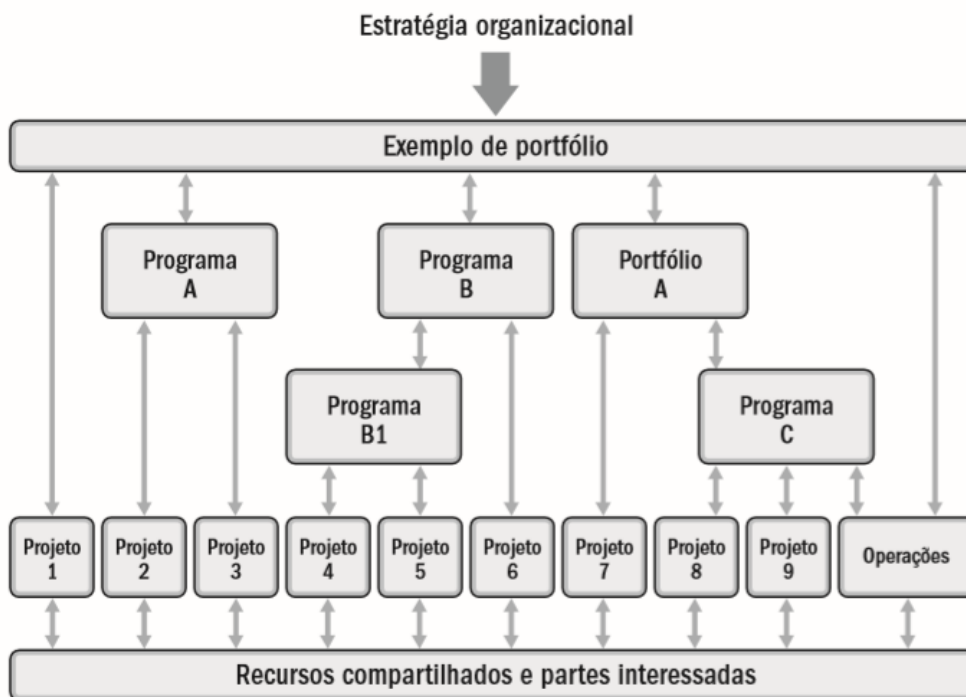 Estratégia organizacional
Exemplo de portfólio
Programa
A
Programa
B
Portfólio
A
Programa
B1
Programa
C
Projeto
1
Projeto
2
Projeto
3
Projeto
4
Projeto
5
Projeto
6
Projeto
7
Projeto
8
Projeto
9
Operações
Recursos compartilhados e partes interessadas